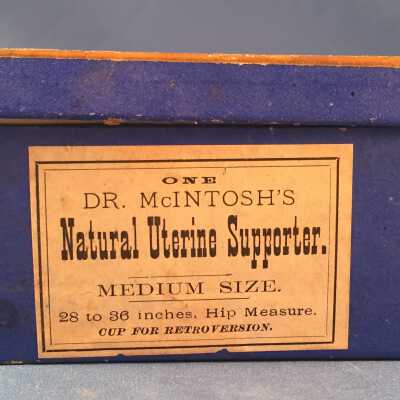 ONE
DR. McINTOSH'S
Natural Uterine Supporter.
MEDIUM SIZE.
28 to 36 inches, Hip Measure.
CUP FOR RETROVERSION.